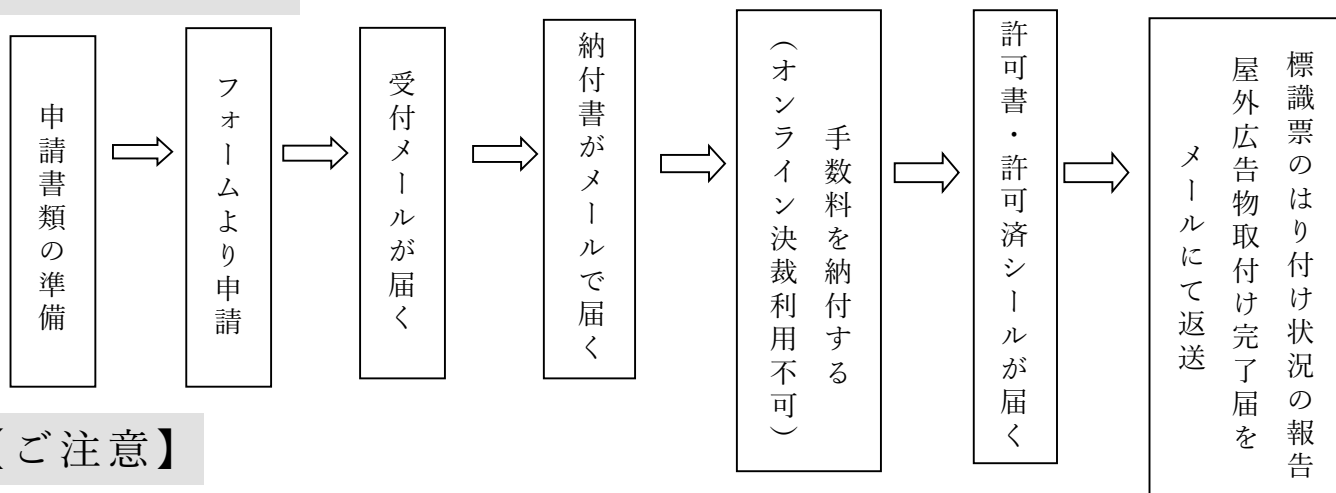 申請書類の準備
フォームより申請
受付メールが届く
納付書がメールで届く
手数料を納付する
（オンライン決裁利用不可）
許可書・許可済シールが届く
標識票のはり付け状況の報告
屋外広告物取付け完了届を
メールにて返送
【ご注意】